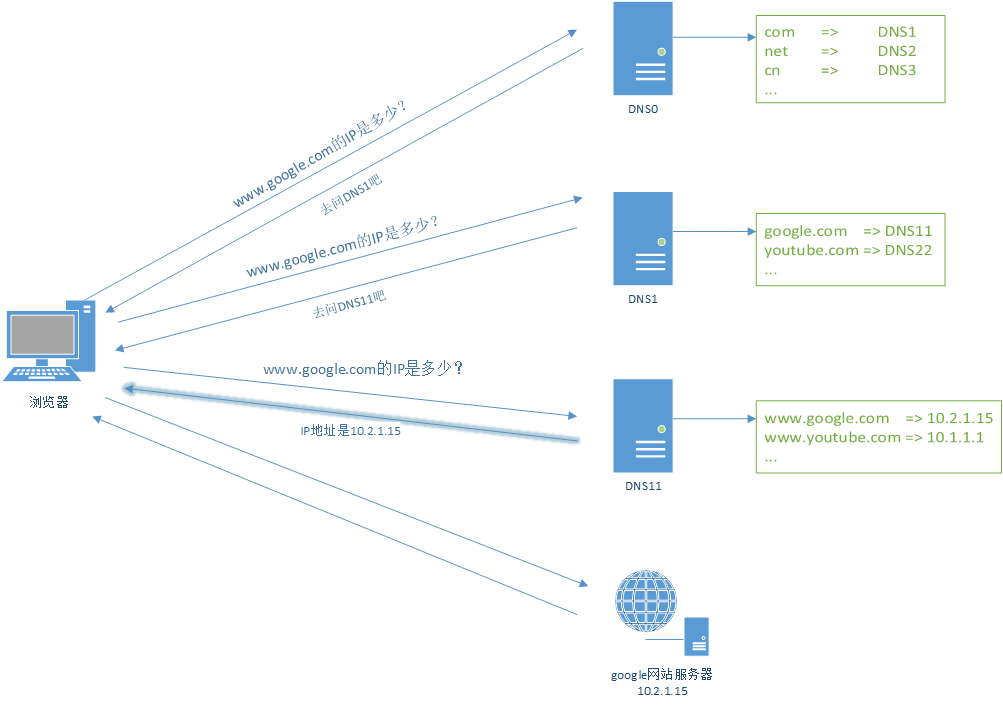 com => DNS1
net => DNS2
cn => DNS3
...
DNS0
www.google.com的IP是多少？
去问DNS1吧
google.com => DNS11
youtube.com => DNS22
...
DNS1
www.google.com的IP是多少？
去问DNS11吧
浏览器
www.google.com的IP是多少？
IP地址是10.2.1.15
www.google.com => 10.2.1.15
www.youtube.com => 10.1.1.1
...
DNS11
google网站服务器
10.2.1.15